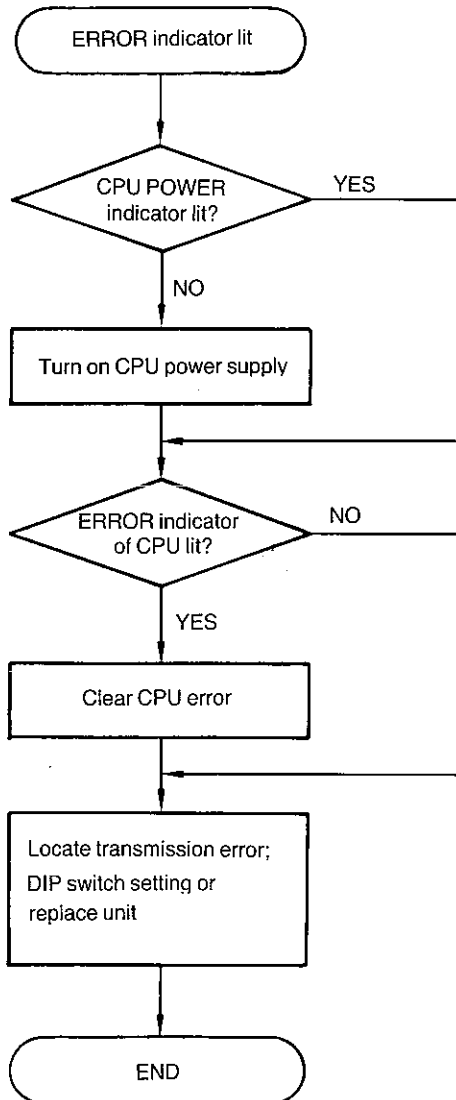 ERROR indicator lit
CPU POWER
indicator lit?
YES
NO
Turn on CPU power supply
ERROR indicator
of CPU lit?
NO
YES
Clear CPU error
Locate transmission error;
DIP switch setting or
replace unit
END